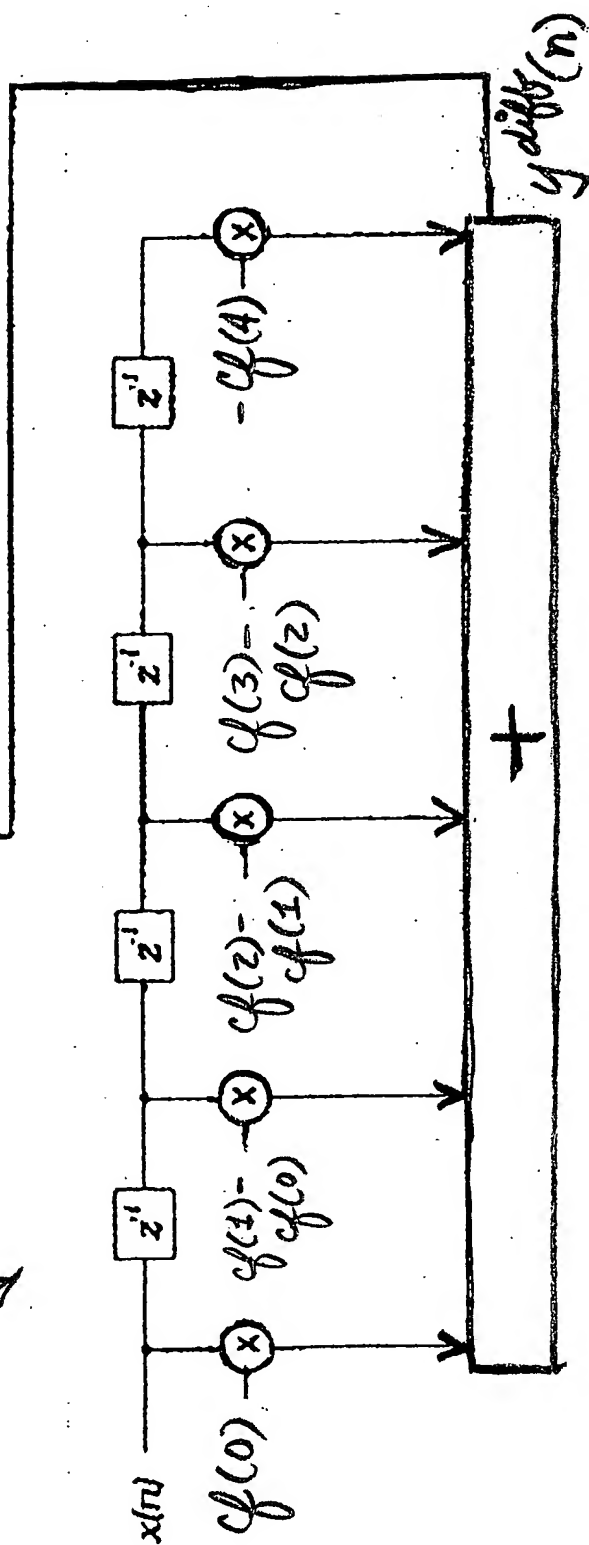 x(n)
z⁻¹
z⁻¹
z⁻¹
z⁻¹
cf(0)
cf(1)-
cf(0)
cf(2)-
cf(1)
cf(3)-
cf(2)
-cf(4)
x
x
x
x
x
+
y^diff(n)